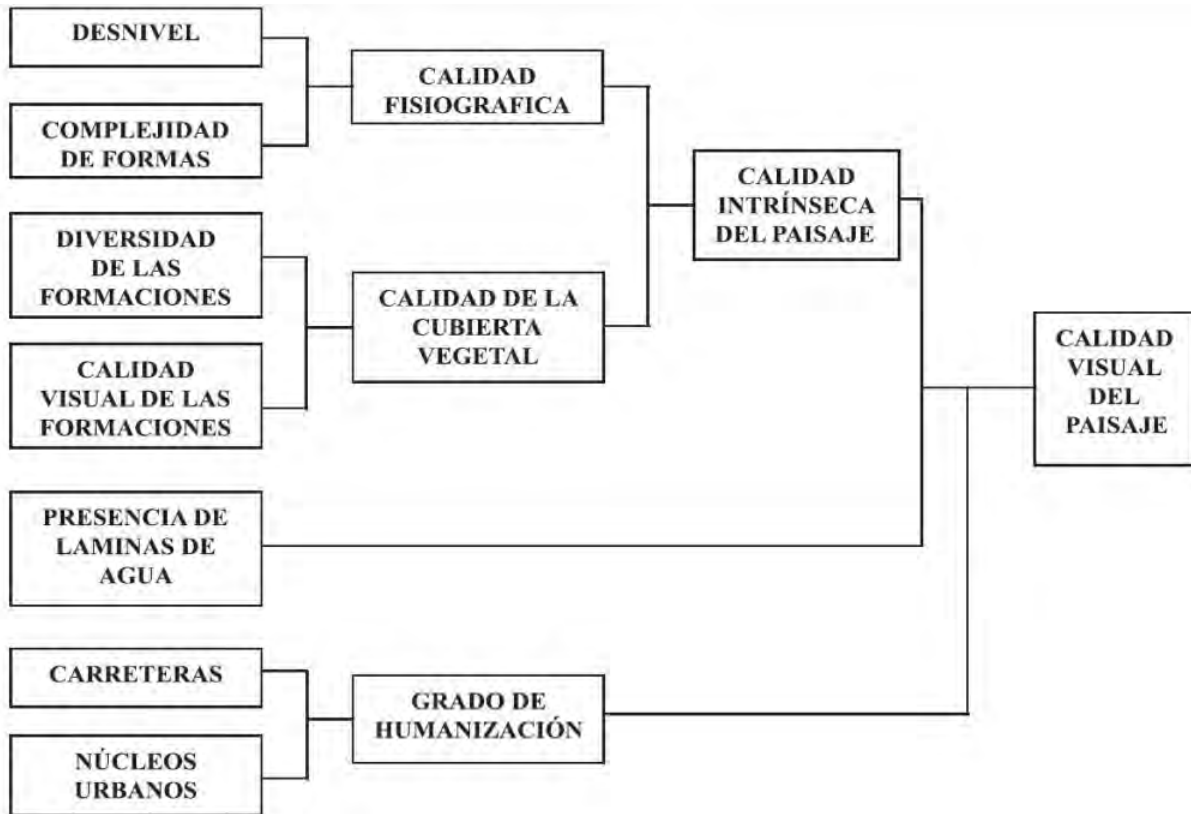 DESNIVEL
COMPLEJIDAD
DE FORMAS
DIVERSIDAD
DE LAS
FORMACIONES
CALIDAD
VISUAL DE LAS
FORMACIONES
PRESENCIA DE
LAMINAS DE
AGUA
CARRETERAS
NÚCLEOS
URBANOS
CALIDAD
FISIOGRAFICA
CALIDAD DE LA
CUBIERTA
VEGETAL
GRADO DE
HUMANIZACIÓN
CALIDAD
INTRÍNSECA
DEL PAISAJE
CALIDAD
VISUAL
DEL
PAISAJE